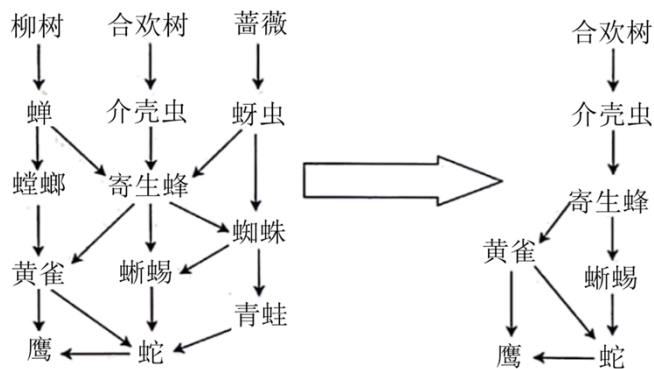 柳树 合欢树 蔷薇 合欢树
蝉 介壳虫 蚜虫 介壳虫
螳螂 寄生蜂 寄生蜂
蜘蛛
黄雀 蜥蜴 黄雀 蜥蜴
青蛙
鹰 蛇 鹰 蛇